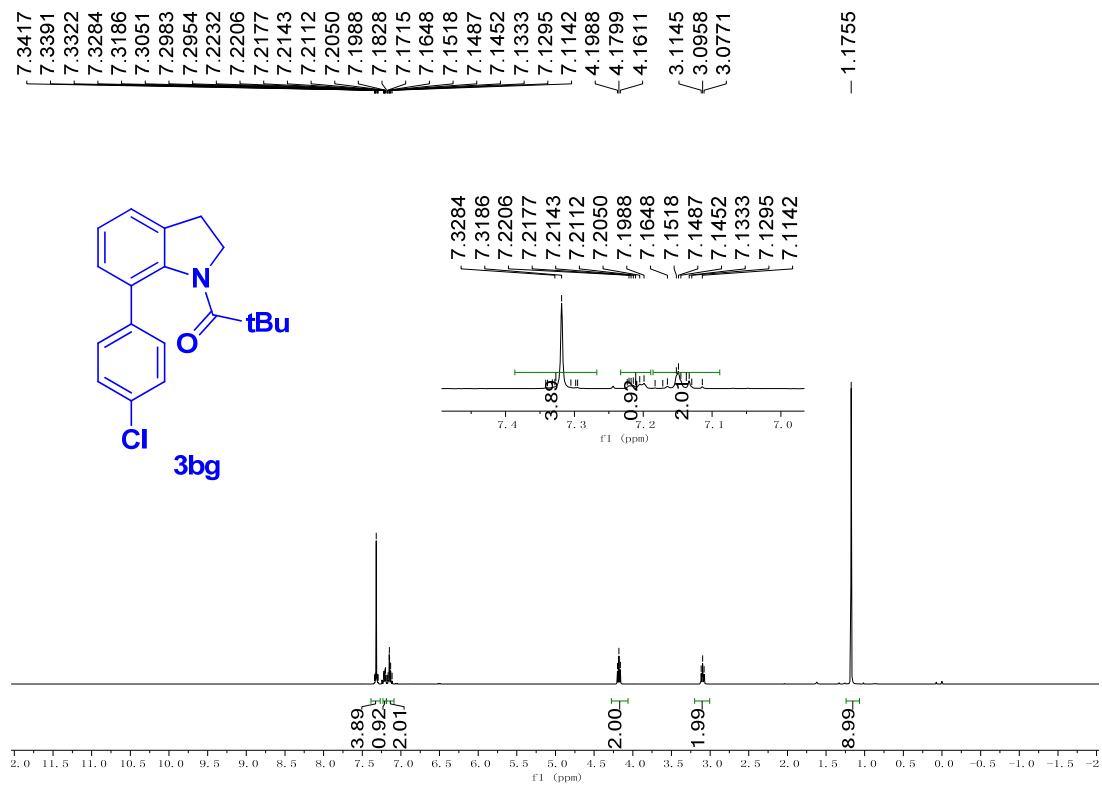 7.3417 7.3391 7.3322 7.3284 7.3186 7.3051 7.2983 7.2954 7.2232 7.2206 7.2177 7.2143 7.2112 7.2050 7.1988 7.1828 7.1715 7.1648 7.1518 7.1487 7.1452 7.1333 7.1295 7.1142 4.1988 4.1799 4.1611 3.1145 3.0958 3.0771 1.1755
7.3284 7.3186 7.2206 7.2177 7.2143 7.2112 7.2050 7.1988 7.1648 7.1518 7.1487 7.1452 7.1333 7.1295 7.1142
N
tBu
O
Cl
3bg
3.89 0.92 2.01
7.4 7.3 7.2 7.1 7.0
f1 (ppm)
3.89 0.92 2.01 2.00 1.99 8.99
2.0 11.5 11.0 10.5 10.0 9.5 9.0 8.5 8.0 7.5 7.0 6.5 6.0 5.5 5.0 4.5 4.0 3.5 3.0 2.5 2.0 1.5 1.0 0.5 0.0 -0.5 -1.0 -1.5 -2
f1 (ppm)